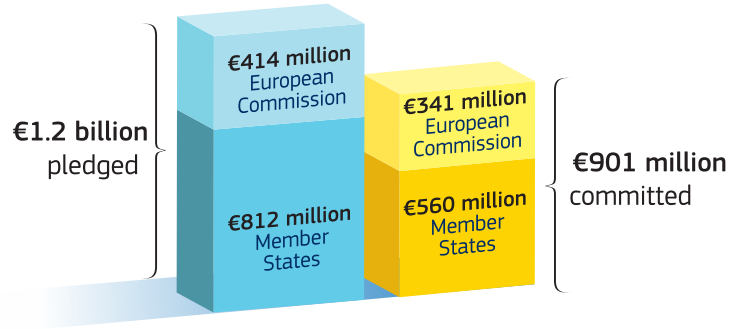 €1.2 billion
pledged
€414 million
European
Commission
€812 million
Member
States
€341 million
European
Commission
€560 million
Member
States
€901 million
committed